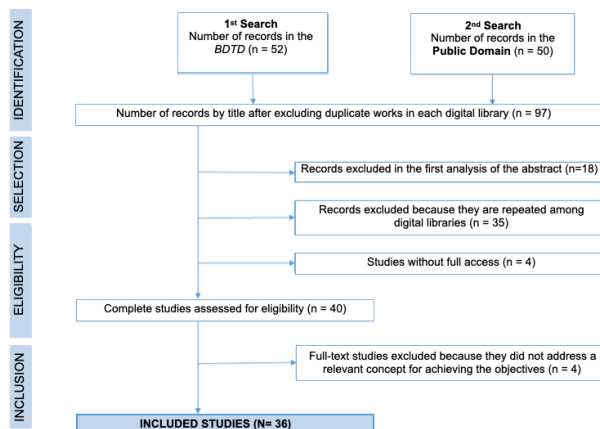 IDENTIFICATION
1st Search
Number of records in the
BDTD (n = 52)
2nd Search
Number of records in the
Public Domain (n = 50)
Number of records by title after excluding duplicate works in each digital library (n = 97)
SELECTION
Records excluded in the first analysis of the abstract (n=18)
Records excluded because they are repeated among
digital libraries (n = 35)
ELIGIBILITY
Studies without full access (n = 4)
Complete studies assessed for eligibility (n = 40)
INCLUSION
Full-text studies excluded because they did not address a
relevant concept for achieving the objectives (n = 4)
INCLUDED STUDIES (N= 36)